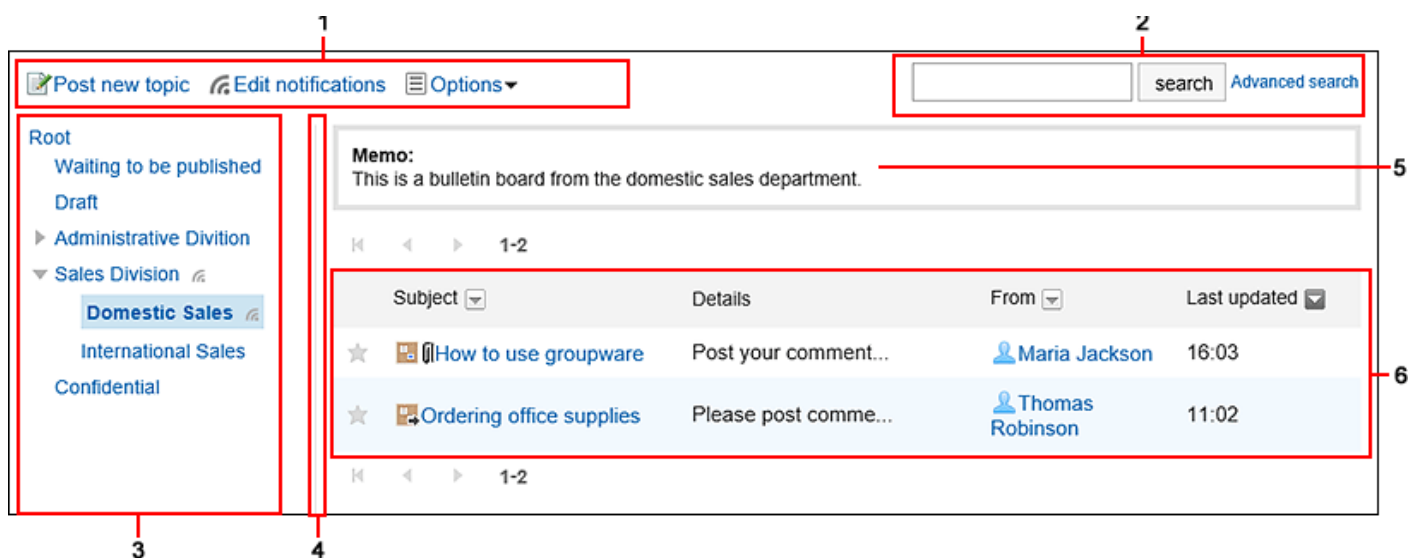 1
2
Post new topic Edit notifications Options
search Advanced search
Root
Waiting to be published
Draft
Administrative Divition
Sales Division
Domestic Sales
International Sales
Confidential
Memo:
This is a bulletin board from the domestic sales department.
5
1-2
Subject Details From Last updated
How to use groupware Post your comment... Maria Jackson 16:03
6
Ordering office supplies Please post comme... Thomas Robinson 11:02
1-2
3
4